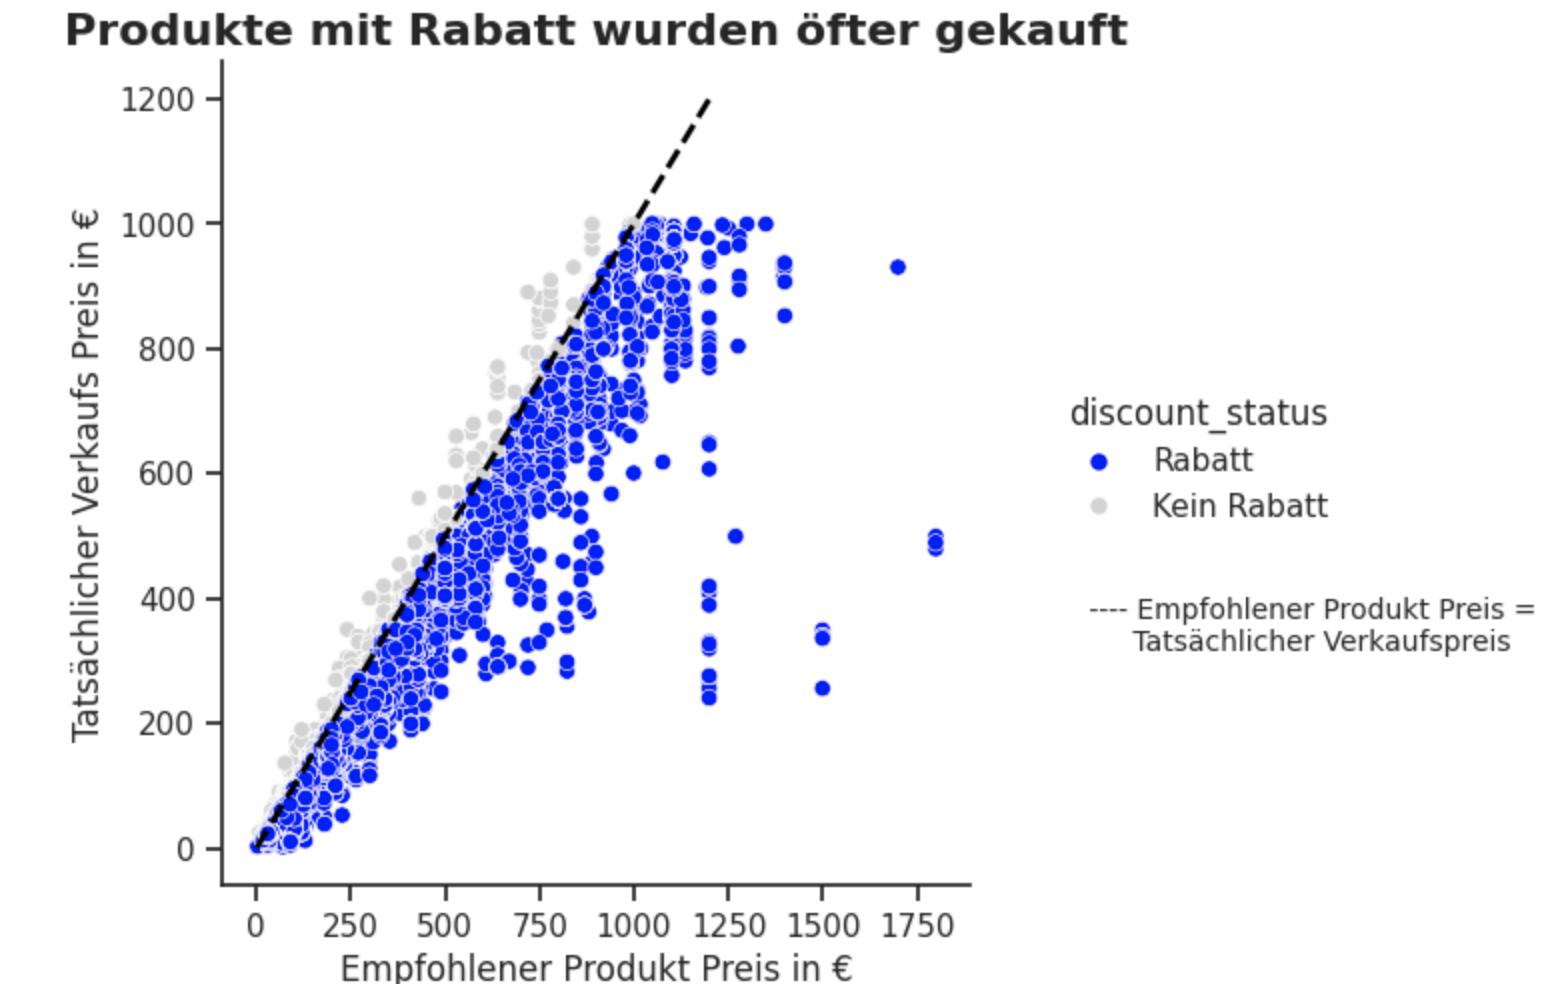 Produkte mit Rabatt wurden öfter gekauft
1200
1000
800
600
400
200
0
Tatsächlicher Verkaufs Preis in €
0 250 500 750 1000 1250 1500 1750
Empfohlener Produkt Preis in €
discount_status
Rabatt
Kein Rabatt
---- Empfohlener Produkt Preis =
Tatsächlicher Verkaufspreis